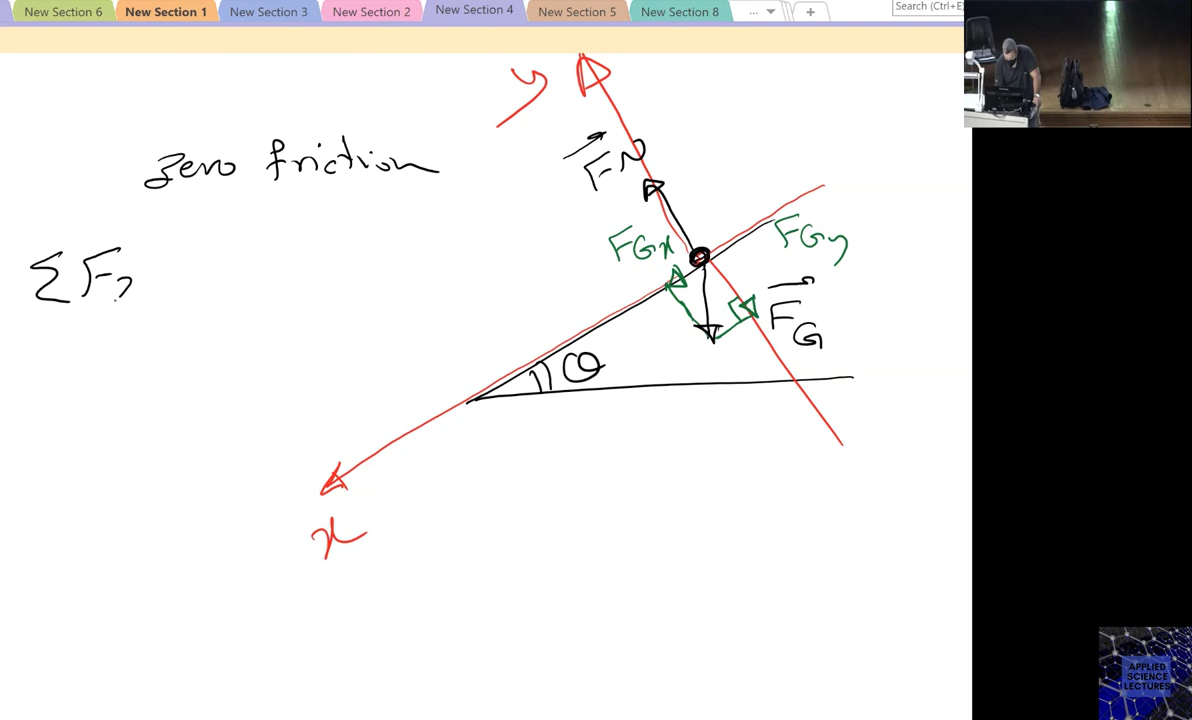 New Section 6 New Section 1 New Section 3 New Section 2 New Section 4 New Section 5 New Section 8 ... +
Search (Ctrl+E)
y
zero friction
FN
FGx
FGy
ΣF
FG
θ
x
APPLIED
SCIENCE
LECTURES